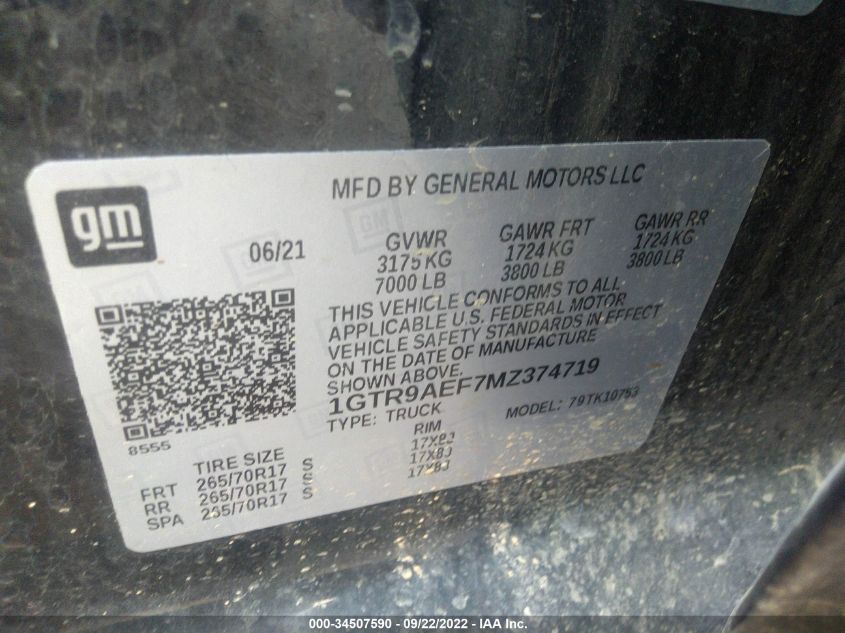 MFD BY GENERAL MOTORS LLC
gm
06/21
GVWR
3175 KG
7000 LB
GAWR FRT
1724 KG
3800 LB
GAWR RR
1724 KG
3800 LB
THIS VEHICLE CONFORMS TO ALL
APPLICABLE U.S. FEDERAL MOTOR
VEHICLE SAFETY STANDARDS IN EFFECT
ON THE DATE OF MANUFACTURE
SHOWN ABOVE.
1GTR9AEF7MZ374719
TYPE: TRUCK
MODEL: 79TK10753
8555
TIRE SIZE
RIM
FRT 265/70R17 S 17X8J
RR 265/70R17 S 17X8J
SPA 265/70R17 S 17X8J
000-34507590 - 09/22/2022 - IAA Inc.